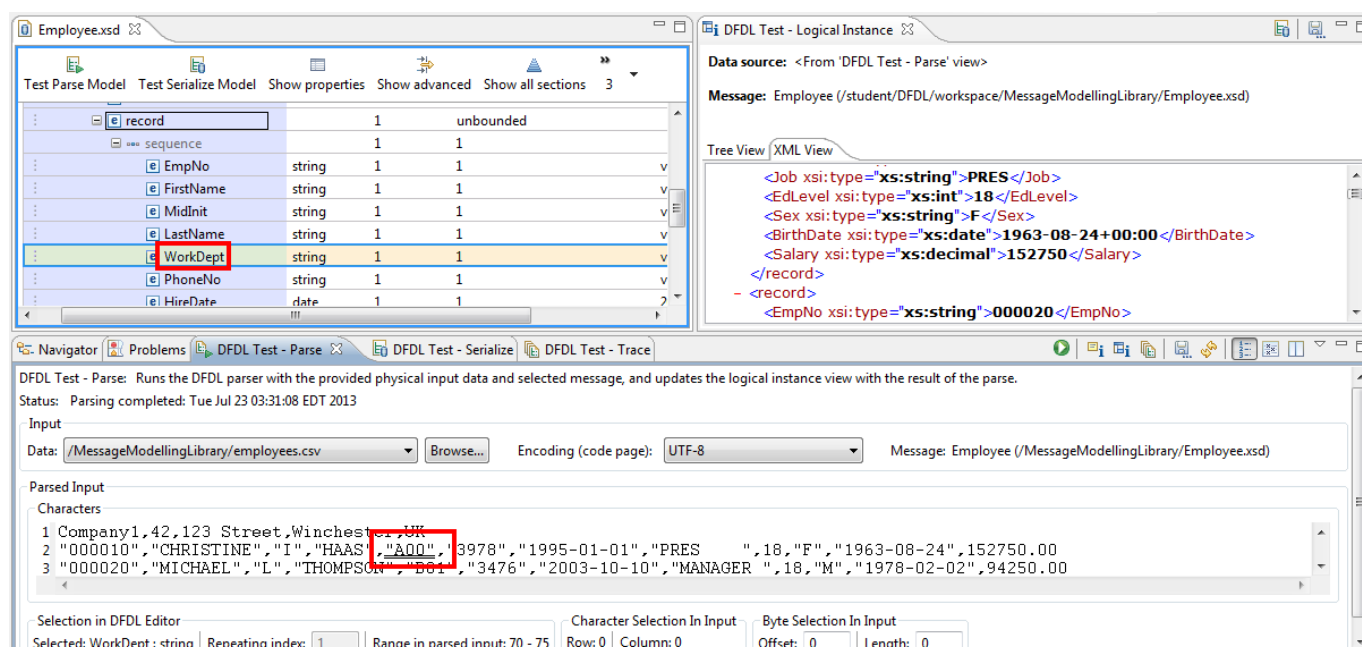 Employee.xsd
Test Parse Model Test Serialize Model Show properties Show advanced Show all sections » 3
record 1 unbounded
sequence 1 1
EmpNo string 1 1 v
FirstName string 1 1 v
MidInit string 1 1 v
LastName string 1 1 v
WorkDept string 1 1 v
PhoneNo string 1 1 v
HireDate date 1 1 2
DFDL Test - Logical Instance
Data source: <From 'DFDL Test - Parse' view>
Message: Employee (/student/DFDL/workspace/MessageModellingLibrary/Employee.xsd)
Tree View XML View
<Job xsi:type="xs:string">PRES</Job>
<EdLevel xsi:type="xs:int">18</EdLevel>
<Sex xsi:type="xs:string">F</Sex>
<BirthDate xsi:type="xs:date">1963-08-24+00:00</BirthDate>
<Salary xsi:type="xs:decimal">152750</Salary>
</record>
- <record>
<EmpNo xsi:type="xs:string">000020</EmpNo>
Navigator Problems DFDL Test - Parse DFDL Test - Serialize DFDL Test - Trace
DFDL Test - Parse: Runs the DFDL parser with the provided physical input data and selected message, and updates the logical instance view with the result of the parse.
Status: Parsing completed: Tue Jul 23 03:31:08 EDT 2013
Input
Data: /MessageModellingLibrary/employees.csv Browse... Encoding (code page): UTF-8 Message: Employee (/MessageModellingLibrary/Employee.xsd)
Parsed Input
Characters
1 Company1,42,123 Street,Winchester,UK
2 "000010","CHRISTINE","I","HAAS","A00","3978","1995-01-01","PRES    ",18,"F","1963-08-24",152750.00
3 "000020","MICHAEL","L","THOMPSON","B01","3476","2003-10-10","MANAGER ",18,"M","1978-02-02",94250.00
Selection in DFDL Editor Character Selection In Input Byte Selection In Input
Selected: WorkDept : string Repeating index: 1 Range in parsed input: 70 - 75 Row: 0 Column: 0 Offset: 0 Length: 0